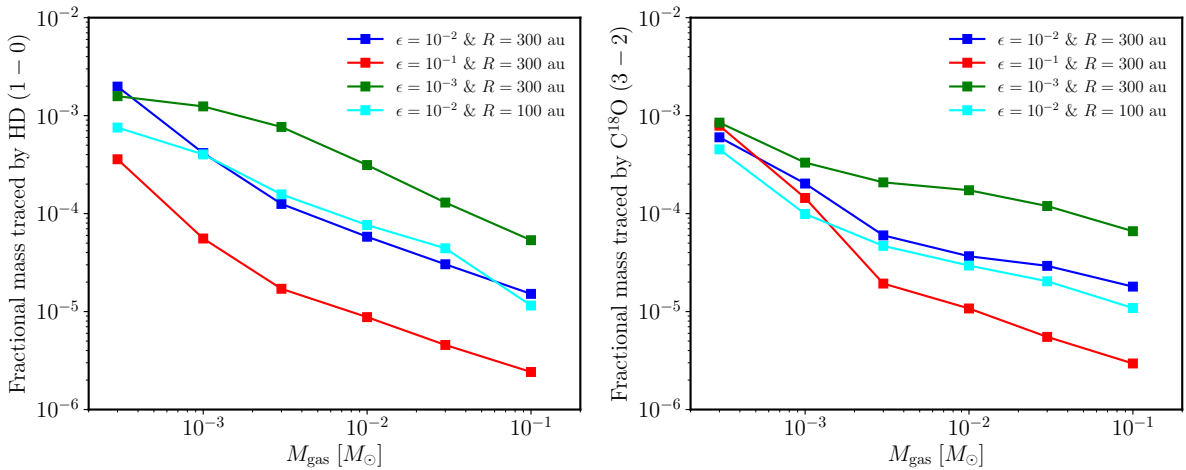 Fractional mass traced by HD (1 − 0)
10⁻²
10⁻³
10⁻⁴
10⁻⁵
10⁻⁶
ϵ = 10⁻² & R = 300 au
ϵ = 10⁻¹ & R = 300 au
ϵ = 10⁻³ & R = 300 au
ϵ = 10⁻² & R = 100 au
10⁻³
10⁻²
10⁻¹
M_gas [M_⊙]
Fractional mass traced by C¹⁸O (3 − 2)
10⁻²
10⁻³
10⁻⁴
10⁻⁵
10⁻⁶
ϵ = 10⁻² & R = 300 au
ϵ = 10⁻¹ & R = 300 au
ϵ = 10⁻³ & R = 300 au
ϵ = 10⁻² & R = 100 au
10⁻³
10⁻²
10⁻¹
M_gas [M_⊙]